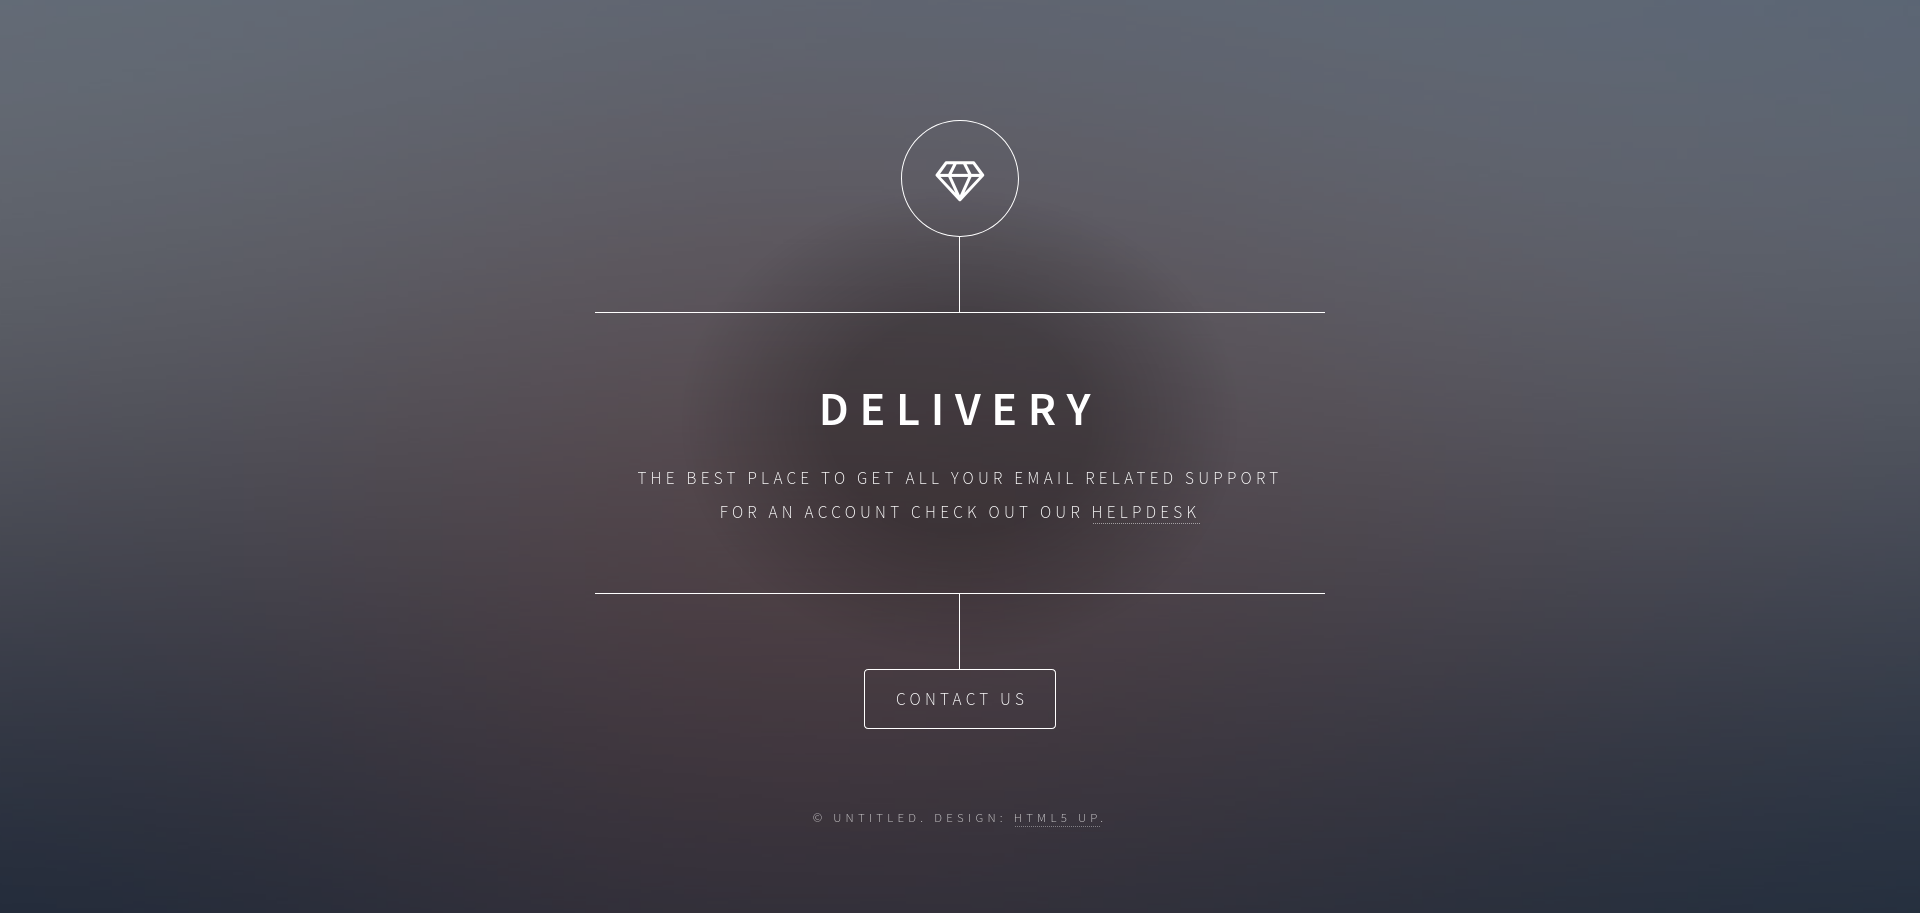 DELIVERY
THE BEST PLACE TO GET ALL YOUR EMAIL RELATED SUPPORT
FOR AN ACCOUNT CHECK OUT OUR HELPDESK
CONTACT US
© UNTITLED. DESIGN: HTML5 UP.